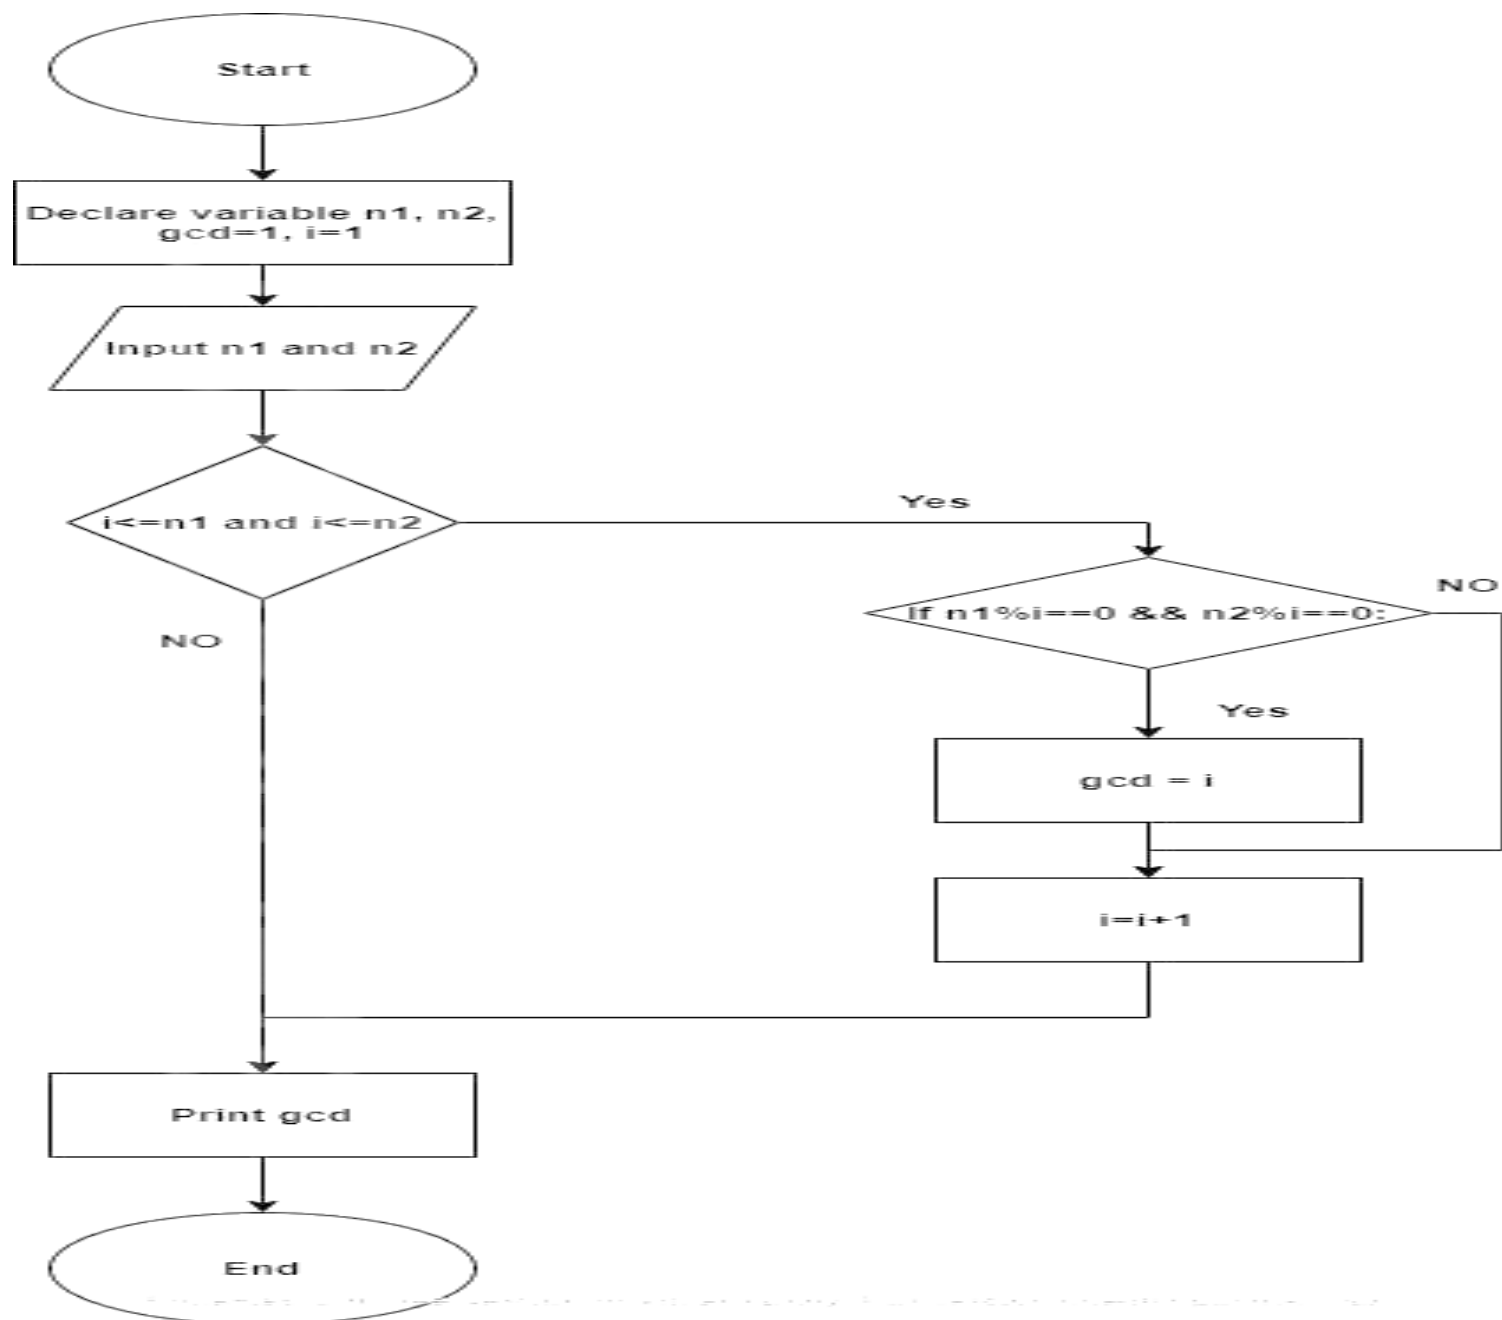 Start
Declare variable n1, n2,
gcd=1, i=1
Input n1 and n2
i<=n1 and i<=n2
Yes
If n1%i==0 && n2%i==0:
NO
NO
Yes
gcd = i
i=i+1
Print gcd
End